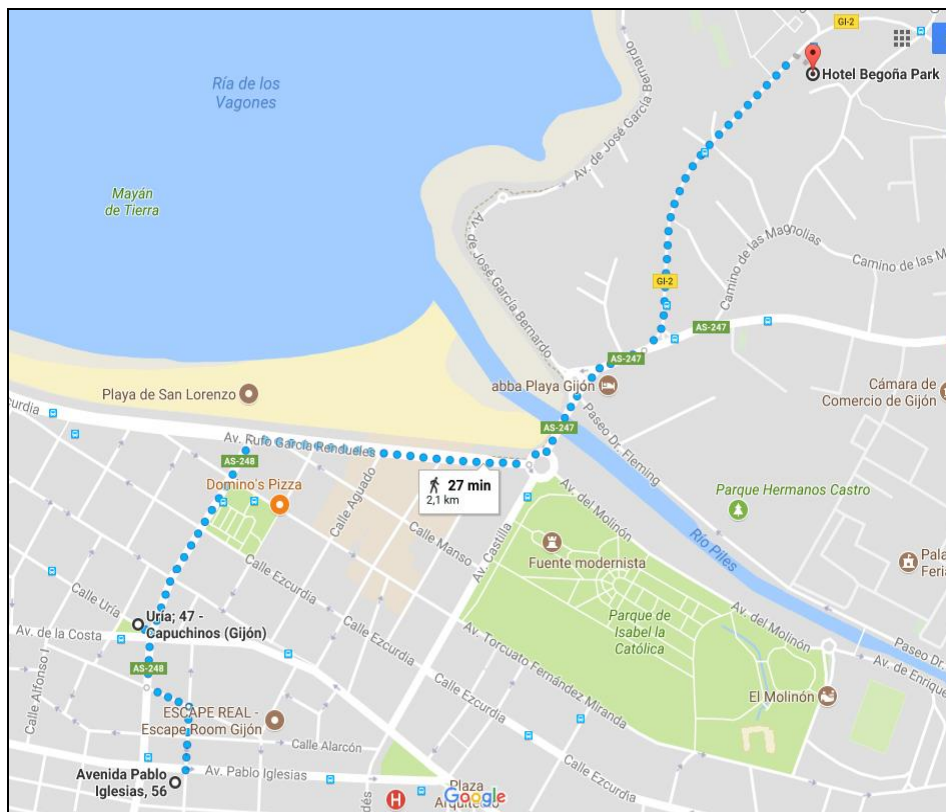 GI-2
Hotel Begoña Park
Ría de los
Vagones
Av. de José García Bernardo
Mayán
de Tierra
Av. de José García Bernardo
Camino de las Magnolias
Camino de las
GI-2
AS-247
AS-247
abba Playa Gijón
Cámara de
Comercio de Gijón
Playa de San Lorenzo
Ezcurdia
Paseo Dr. Fleming
AS-247
Av. Rufo García Rendueles
AS-248
27 min
2,1 km
Domino's Pizza
Calle Aguado
Av. del Molinón
Parque Hermanos Castro
Calle Manso
Av. Castilla
Fuente modernista
Río Piles
Calle Ezcurdia
Calle Uría
Uría; 47 -
Capuchinos (Gijón)
Av. de la Costa
Parque de
Isabel la
Católica
Av. del Molinón
Paseo Dr.
Av. de Enrique
Calle Ezcurdia
Av. Torcuato Fernández Miranda
AS-248
Calle Alfonso I
El Molinón
ESCAPE REAL -
Escape Room Gijón
Calle Ezcurdia
Calle Alarcón
Avenida Pablo
Iglesias, 56
Av. Pablo Iglesias
Calle Ezcurdia
Plaza
H
Google